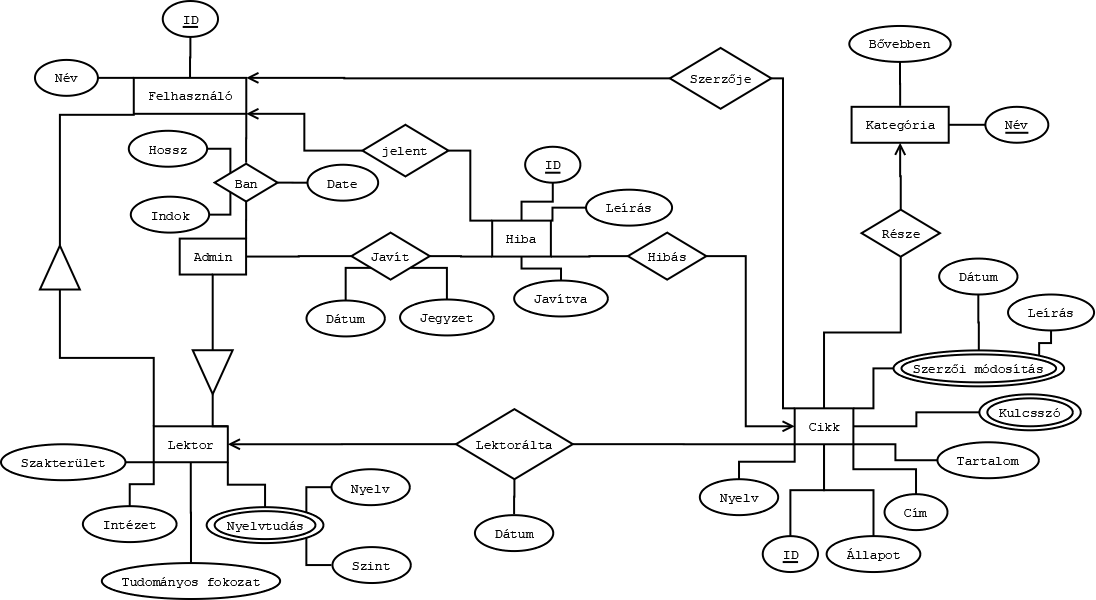 ID
Bővebben
Név
Szerzője
Felhasználó
Kategória
Név
Hossz
jelent
ID
Ban
Date
Leírás
Indok
Része
Hiba
Admin
Javít
Hibás
Dátum
Javítva
Leírás
Dátum
Jegyzet
Szerzői módosítás
Kulcsszó
Cikk
Lektor
Lektorálta
Szakterület
Tartalom
Nyelv
Nyelv
Cím
Intézet
Nyelvtudás
Dátum
ID
Állapot
Szint
Tudományos fokozat